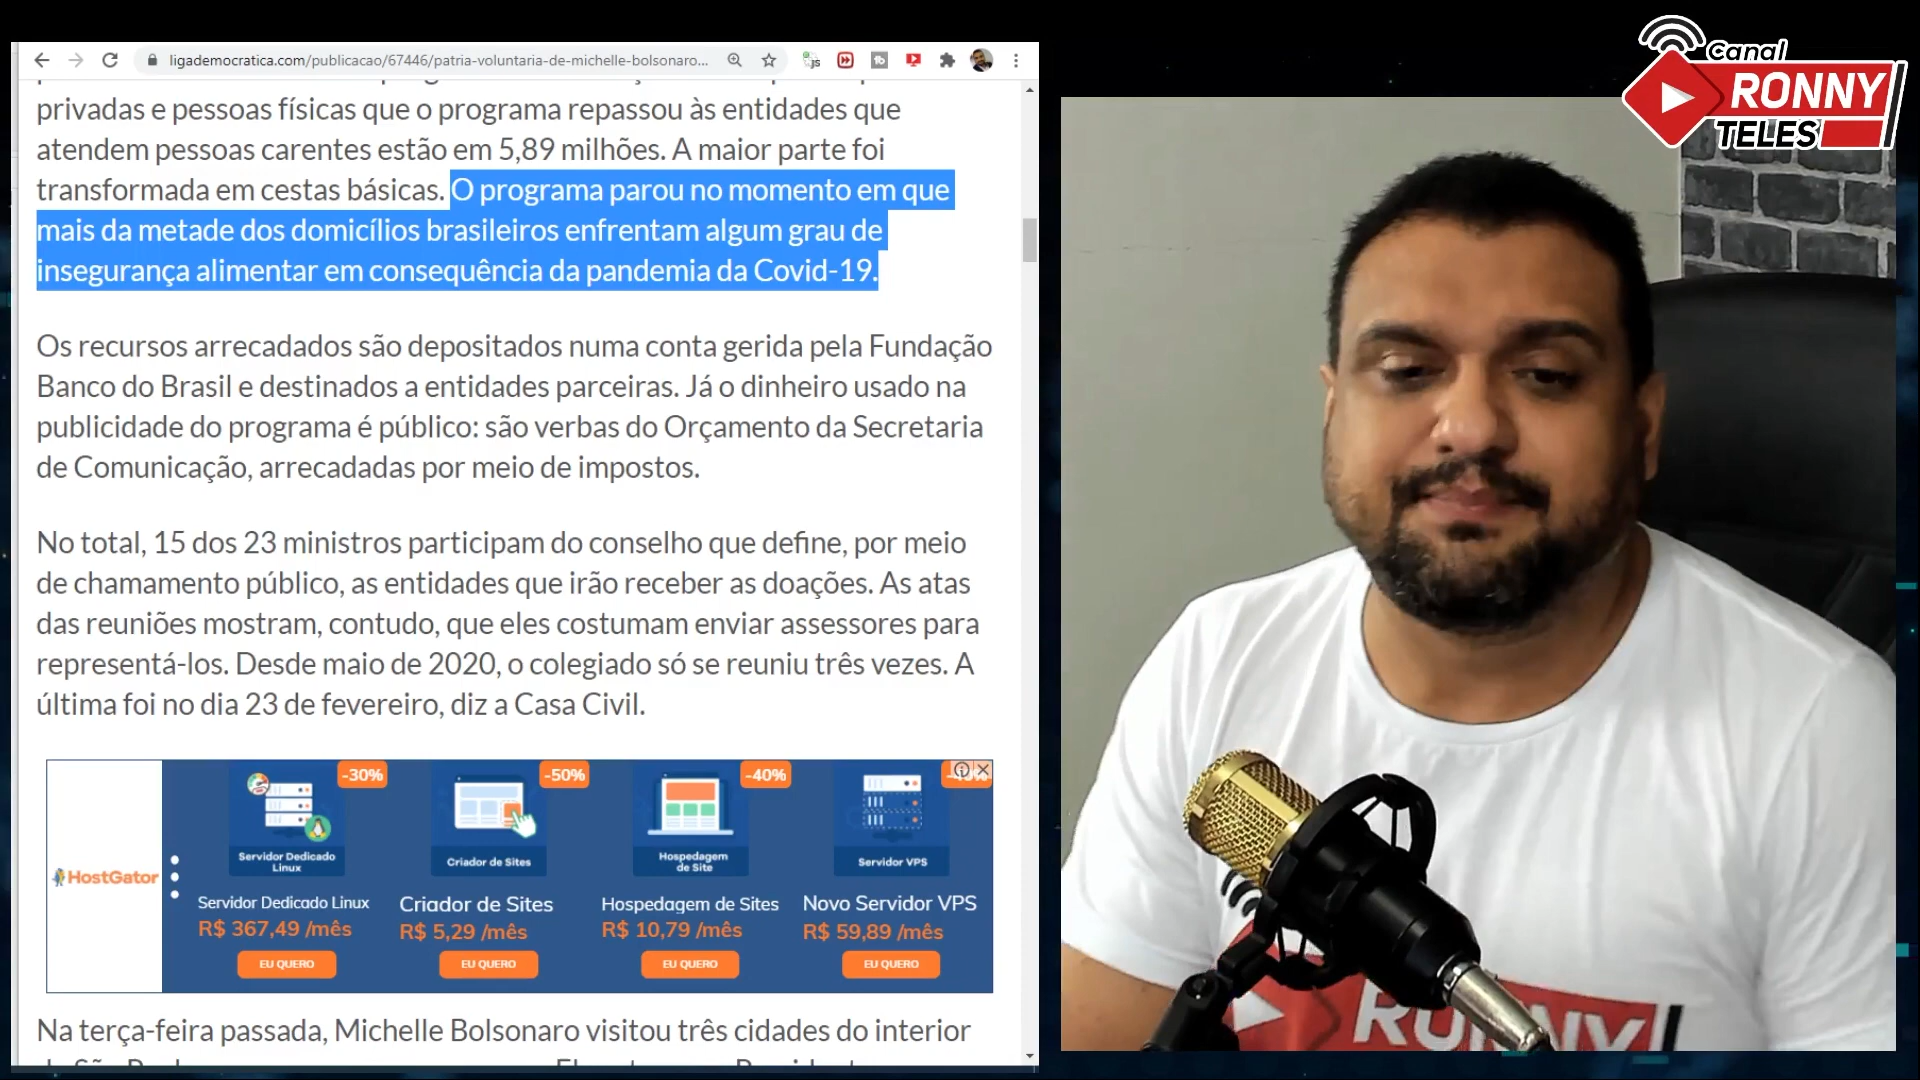 ligademocratica.com/publicacao/67446/patria-voluntaria-de-michelle-bolsonaro...
Canal
RONNY
TELES
privadas e pessoas físicas que o programa repassou às entidades que
atendem pessoas carentes estão em 5,89 milhões. A maior parte foi
transformada em cestas básicas. O programa parou no momento em que
mais da metade dos domicílios brasileiros enfrentam algum grau de
insegurança alimentar em consequência da pandemia da Covid-19.
Os recursos arrecadados são depositados numa conta gerida pela Fundação
Banco do Brasil e destinados a entidades parceiras. Já o dinheiro usado na
publicidade do programa é público: são verbas do Orçamento da Secretaria
de Comunicação, arrecadadas por meio de impostos.
No total, 15 dos 23 ministros participam do conselho que define, por meio
de chamamento público, as entidades que irão receber as doações. As atas
das reuniões mostram, contudo, que eles costumam enviar assessores para
representá-los. Desde maio de 2020, o colegiado só se reuniu três vezes. A
última foi no dia 23 de fevereiro, diz a Casa Civil.
HostGator
-30%
Servidor Dedicado
Linux
Servidor Dedicado Linux
R$ 367,49 /mês
EU QUERO
-50%
Criador de Sites
Criador de Sites
R$ 5,29 /mês
EU QUERO
-40%
Hospedagem
de Site
Hospedagem de Sites
R$ 10,79 /mês
EU QUERO
Servidor VPS
Novo Servidor VPS
R$ 59,89 /mês
EU QUERO
Na terça-feira passada, Michelle Bolsonaro visitou três cidades do interior
RONNY